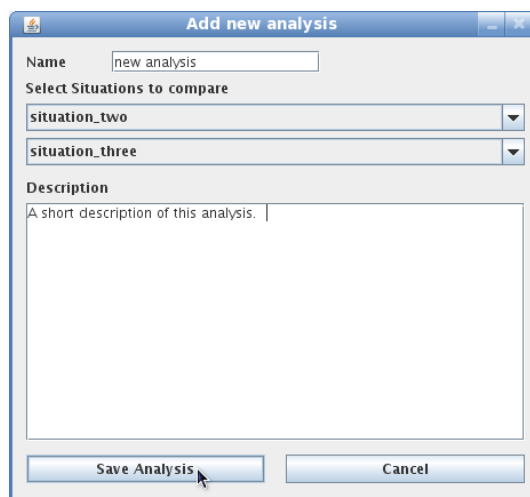 Add new analysis
Name new analysis
Select Situations to compare
situation_two
situation_three
Description
A short description of this analysis.
Save Analysis Cancel